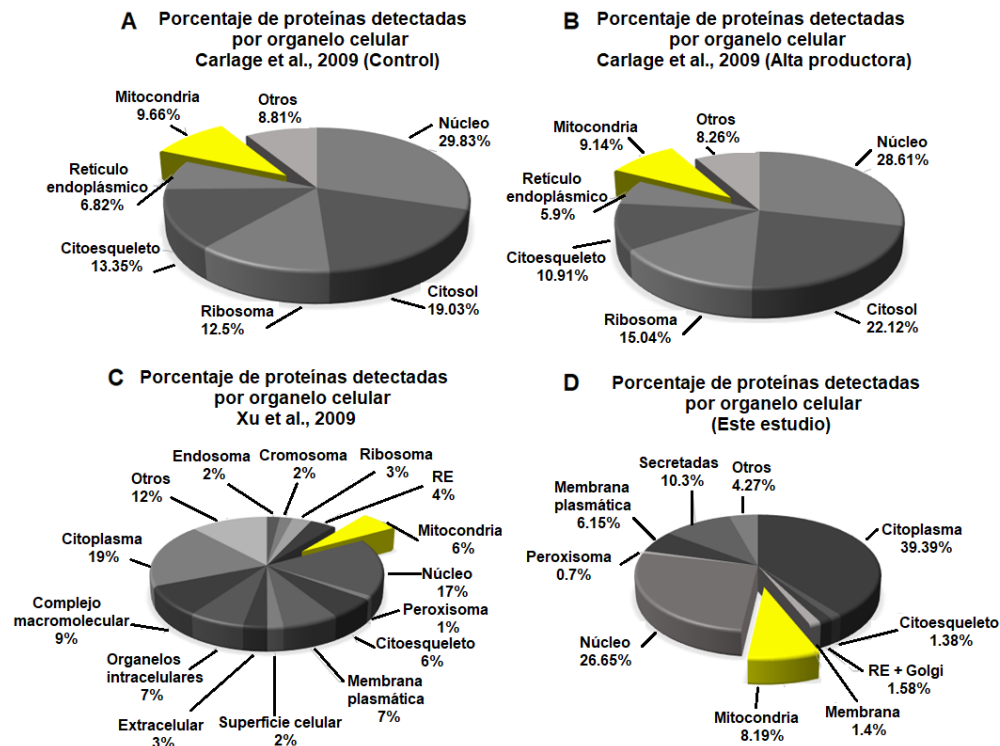 A
Porcentaje de proteínas detectadas
por organelo celular
Carlage et al., 2009 (Control)
Mitocondria
9.66%
Otros
8.81%
Núcleo
29.83%
Retículo
endoplásmico
6.82%
Citoesqueleto
13.35%
Ribosoma
12.5%
Citosol
19.03%
B
Porcentaje de proteínas detectadas
por organelo celular
Carlage et al., 2009 (Alta productora)
Mitocondria
9.14%
Otros
8.26%
Núcleo
28.61%
Retículo
endoplásmico
5.9%
Citoesqueleto
10.91%
Ribosoma
15.04%
Citosol
22.12%
C
Porcentaje de proteínas detectadas
por organelo celular
Xu et al., 2009
Otros
12%
Endosoma
2%
Cromosoma
2%
Ribosoma
3%
RE
4%
Mitocondria
6%
Citoplasma
19%
Núcleo
17%
Peroxisoma
1%
Complejo
macromolecular
9%
Citoesqueleto
6%
Organelos
intracelulares
7%
Membrana
plasmática
7%
Extracelular
3%
Superficie celular
2%
D
Porcentaje de proteínas detectadas
por organelo celular
(Este estudio)
Secretadas
10.3%
Otros
4.27%
Membrana
plasmática
6.15%
Citoplasma
39.39%
Peroxisoma
0.7%
Núcleo
26.65%
Citoesqueleto
1.38%
RE + Golgi
1.58%
Membrana
1.4%
Mitocondria
8.19%